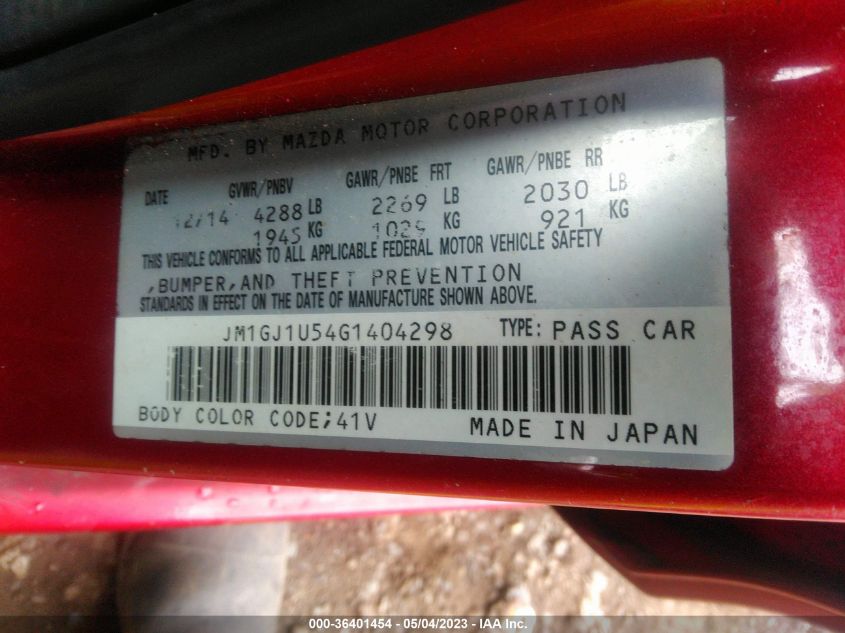 MFD. BY MAZDA MOTOR CORPORATION
DATE GVWR/PNBV GAWR/PNBE FRT GAWR/PNBE RR
12/14 4288 LB 2269 LB 2030 LB
1945 KG 1029 KG 921 KG
THIS VEHICLE CONFORMS TO ALL APPLICABLE FEDERAL MOTOR VEHICLE SAFETY
,BUMPER,AND THEFT PREVENTION
STANDARDS IN EFFECT ON THE DATE OF MANUFACTURE SHOWN ABOVE.
JM1GJ1U54G1404298 TYPE: PASS CAR
BODY COLOR CODE;41V MADE IN JAPAN
000-36401454 - 05/04/2023 - IAA Inc.